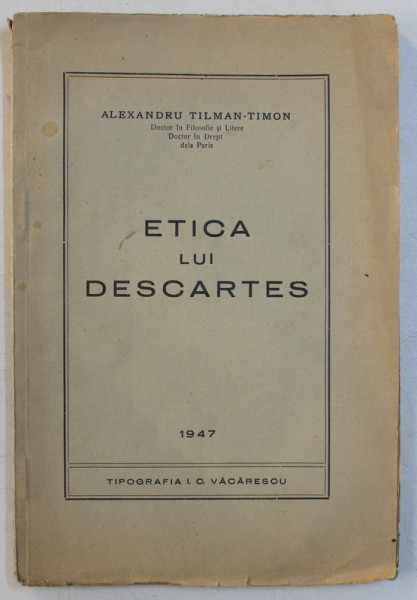 ALEXANDRU TILMAN-TIMON
Doctor în Filosofie și Litere
Doctor în Drept
dela Paris
ETICA
LUI
DESCARTES
1947
TIPOGRAFIA I. C. VĂCĂRESCU